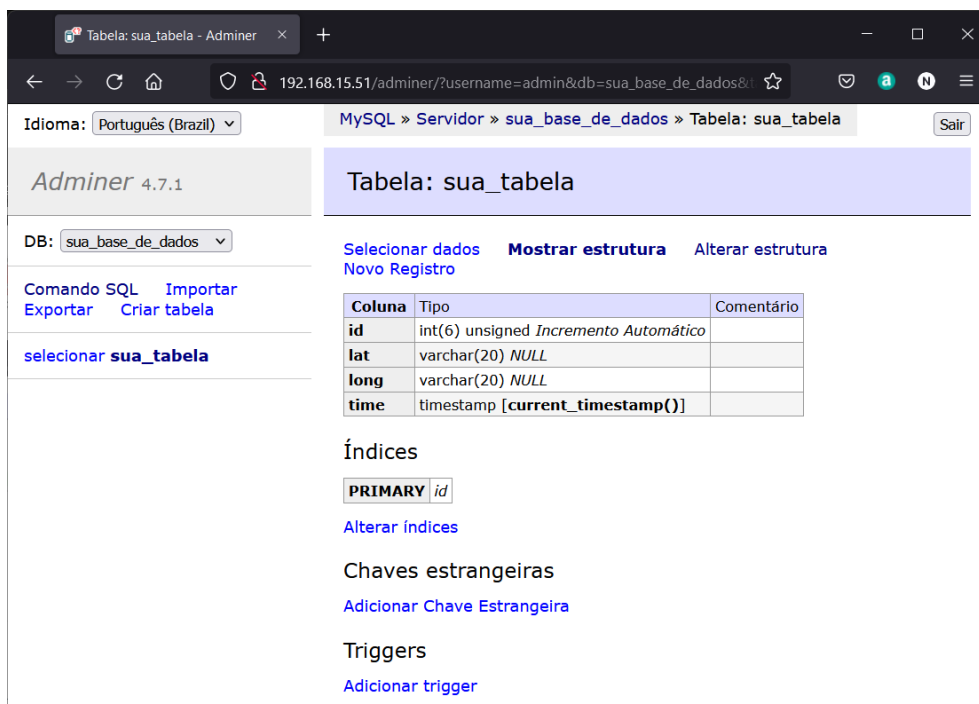 Tabela: sua_tabela - Adminer
192.168.15.51/adminer/?username=admin&db=sua_base_de_dados&t
a
N
Idioma: Português (Brazil)
MySQL » Servidor » sua_base_de_dados » Tabela: sua_tabela
Sair
Adminer 4.7.1
Tabela: sua_tabela
DB: sua_base_de_dados
Selecionar dados Mostrar estrutura Alterar estrutura
Novo Registro
Comando SQL Importar
Exportar Criar tabela
selecionar sua_tabela
Coluna Tipo Comentário
id int(6) unsigned Incremento Automático
lat varchar(20) NULL
long varchar(20) NULL
time timestamp [current_timestamp()]
Índices
PRIMARY id
Alterar índices
Chaves estrangeiras
Adicionar Chave Estrangeira
Triggers
Adicionar trigger